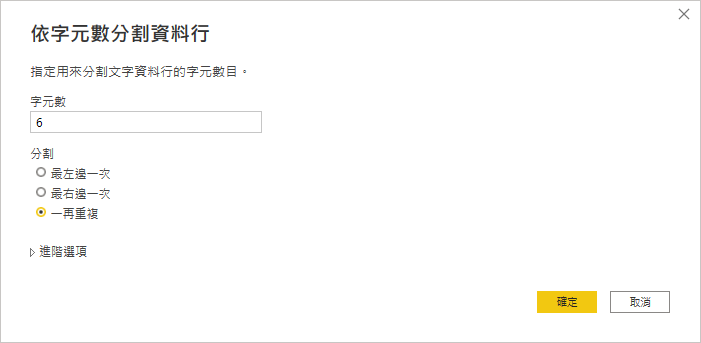 依字元數分割資料行
指定用來分割文字資料行的字元數目。
字元數
6
分割
最左邊一次
最右邊一次
一再重複
進階選項
確定
取消